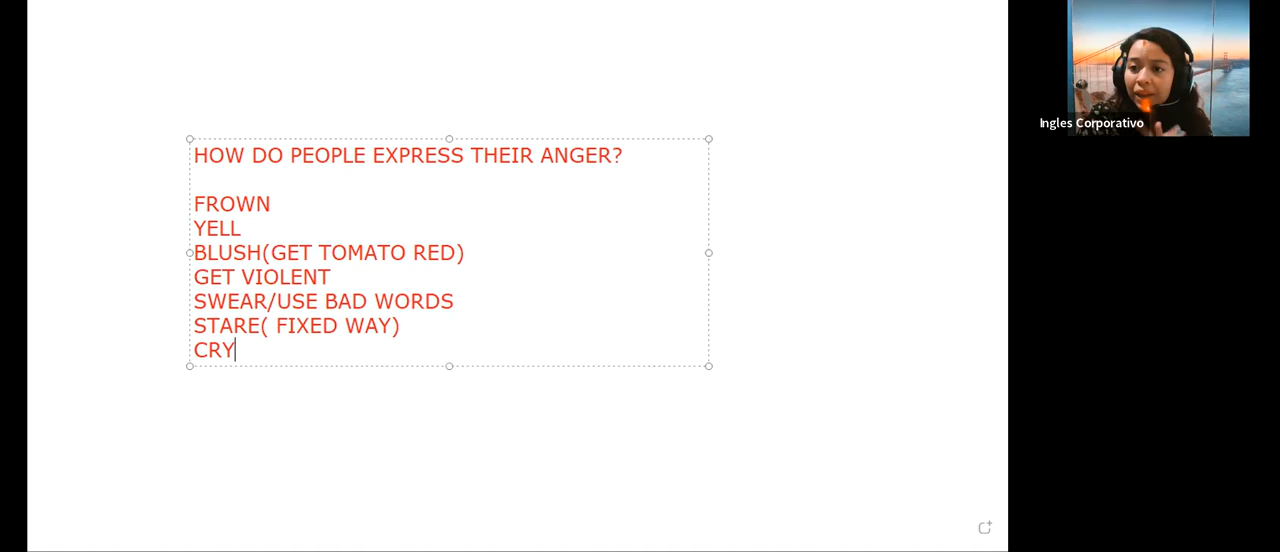 HOW DO PEOPLE EXPRESS THEIR ANGER?
FROWN
YELL
BLUSH(GET TOMATO RED)
GET VIOLENT
SWEAR/USE BAD WORDS
STARE( FIXED WAY)
CRY
Ingles Corporativo